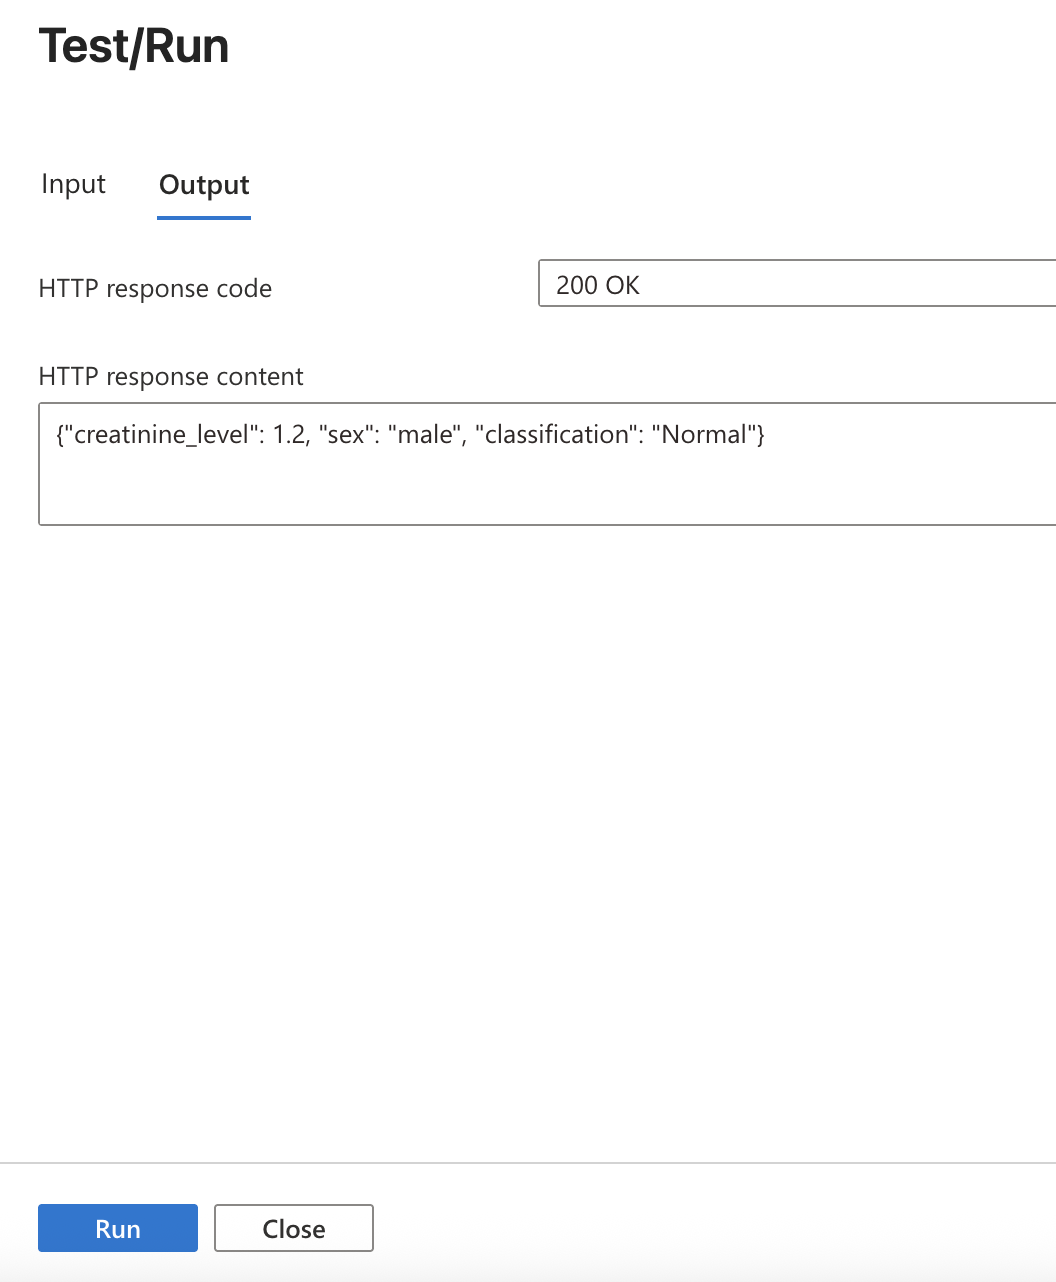 Test/Run
Input Output
HTTP response code 200 OK
HTTP response content
{"creatinine_level": 1.2, "sex": "male", "classification": "Normal"}
Run Close